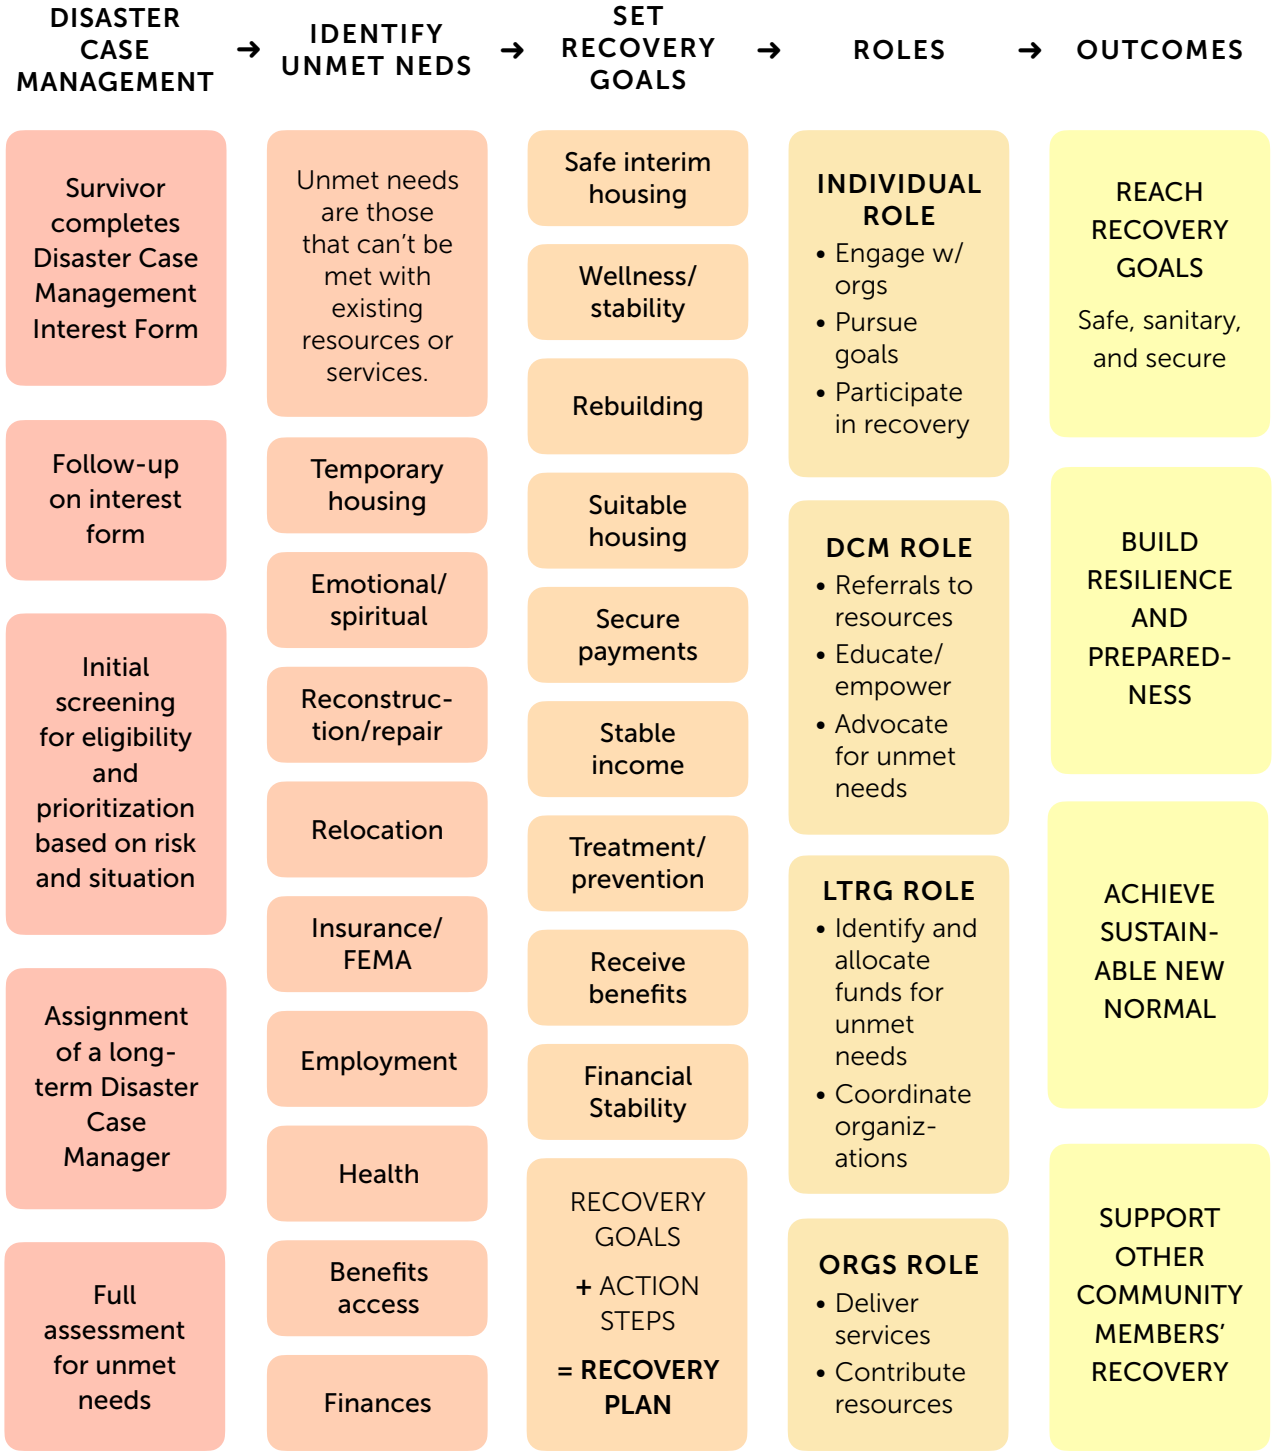 DISASTER
CASE
MANAGEMENT
→
IDENTIFY
UNMET NEDS
→
SET
RECOVERY
GOALS
→
ROLES
→
OUTCOMES
Survivor
completes
Disaster Case
Management
Interest Form
Follow-up
on interest
form
Initial
screening
for eligibility
and
prioritization
based on risk
and situation
Assignment
of a long-
term Disaster
Case
Manager
Full
assessment
for unmet
needs
Unmet needs
are those
that can't be
met with
existing
resources or
services.
Temporary
housing
Emotional/
spiritual
Reconstruc-
tion/repair
Relocation
Insurance/
FEMA
Employment
Health
Benefits
access
Finances
Safe interim
housing
Wellness/
stability
Rebuilding
Suitable
housing
Secure
payments
Stable
income
Treatment/
prevention
Receive
benefits
Financial
Stability
RECOVERY
GOALS
+ ACTION
STEPS
= RECOVERY
PLAN
INDIVIDUAL
ROLE
• Engage w/
orgs
• Pursue
goals
• Participate
in recovery
DCM ROLE
• Referrals to
resources
• Educate/
empower
• Advocate
for unmet
needs
LTRG ROLE
• Identify and
allocate
funds for
unmet
needs
• Coordinate
organiz-
ations
ORGS ROLE
• Deliver
services
• Contribute
resources
REACH
RECOVERY
GOALS
Safe, sanitary,
and secure
BUILD
RESILIENCE
AND
PREPARED-
NESS
ACHIEVE
SUSTAIN-
ABLE NEW
NORMAL
SUPPORT
OTHER
COMMUNITY
MEMBERS'
RECOVERY